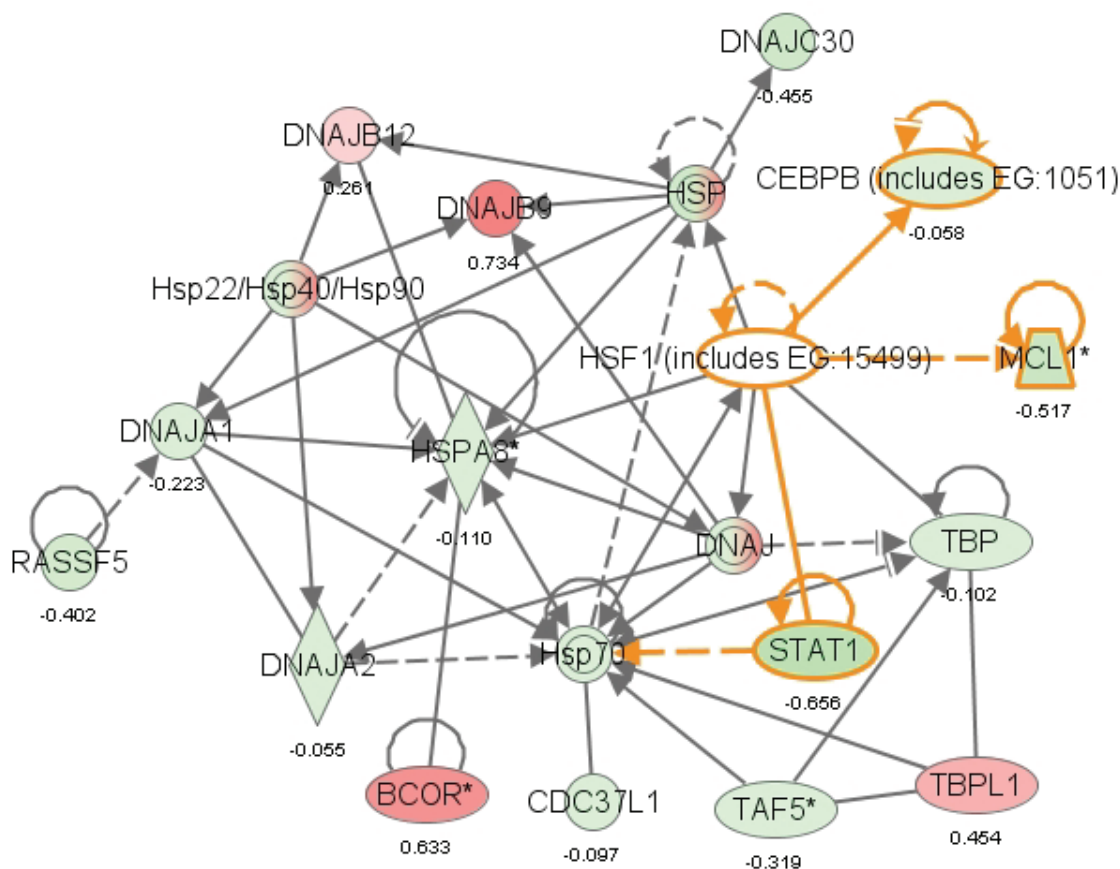 DNAJC30
-0.455
DNAJB12
0.261
DNAJB9
0.734
HSP
CEBPB (includes EG:1051)
-0.058
Hsp22/Hsp40/Hsp90
HSF1 (includes EG:15499)
MCL1*
-0.517
DNAJA1
-0.223
HSPA8*
-0.110
RASSF5
-0.402
DNAJ
TBP
-0.102
DNAJA2
-0.055
Hsp70
STAT1
-0.656
BCOR*
0.633
CDC37L1
-0.097
TAF5*
-0.319
TBPL1
0.454